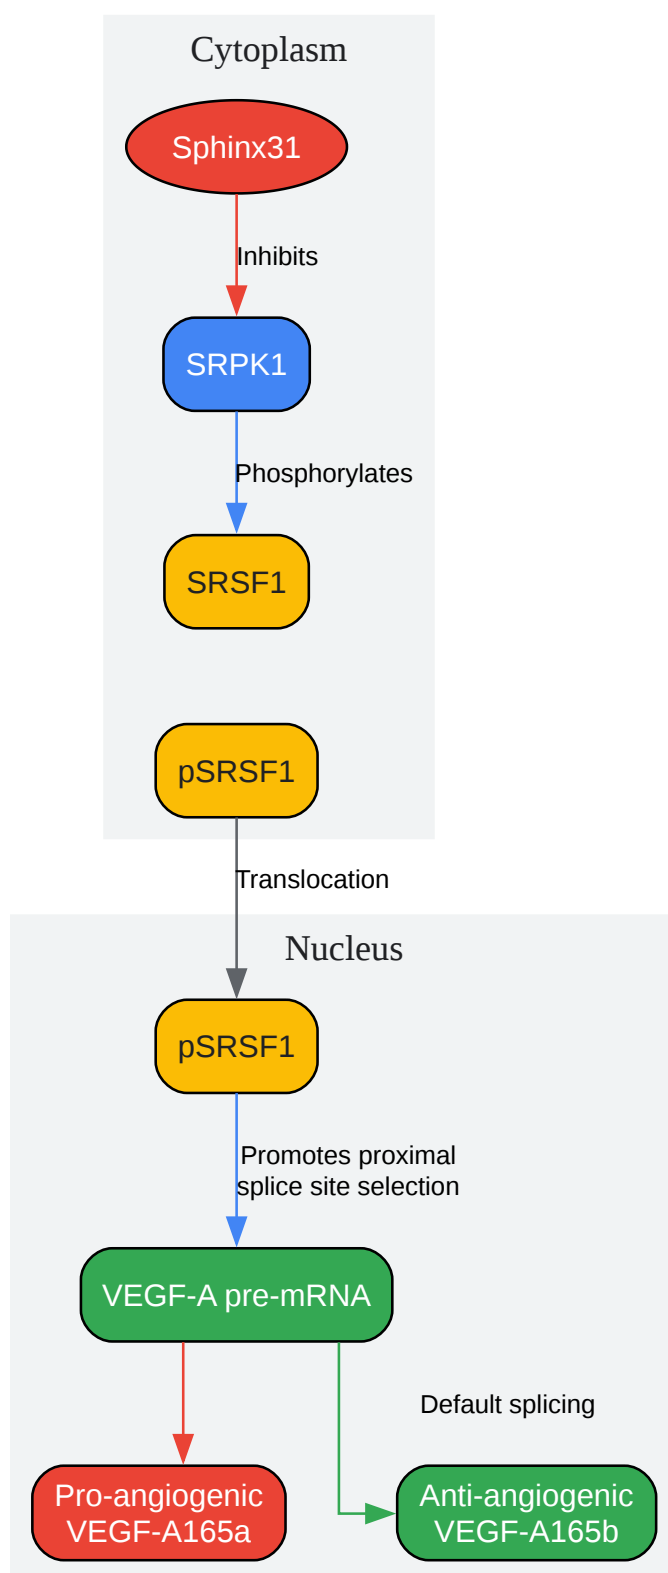 Cytoplasm
Sphinx31
Inhibits
SRPK1
Phosphorylates
SRSF1
pSRSF1
Translocation
Nucleus
pSRSF1
Promotes proximal
splice site selection
VEGF-A pre-mRNA
Default splicing
Pro-angiogenic
VEGF-A165a
Anti-angiogenic
VEGF-A165b